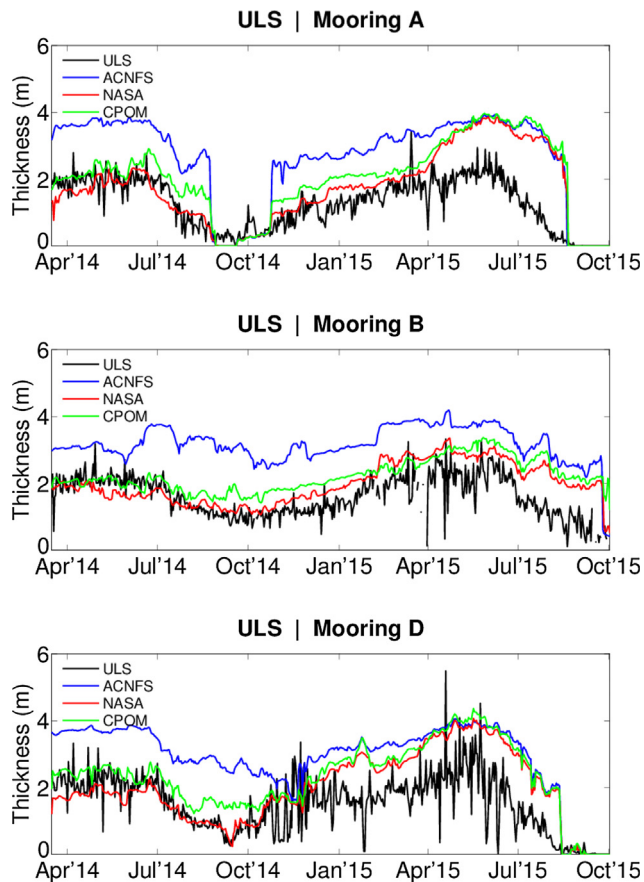 ULS | Mooring A
6
ULS
ACNFS
NASA
CPOM
4
2
0
Thickness (m)
Apr'14 Jul'14 Oct'14 Jan'15 Apr'15 Jul'15 Oct'15
ULS | Mooring B
6
ULS
ACNFS
NASA
CPOM
4
2
0
Thickness (m)
Apr'14 Jul'14 Oct'14 Jan'15 Apr'15 Jul'15 Oct'15
ULS | Mooring D
6
ULS
ACNFS
NASA
CPOM
4
2
0
Thickness (m)
Apr'14 Jul'14 Oct'14 Jan'15 Apr'15 Jul'15 Oct'15